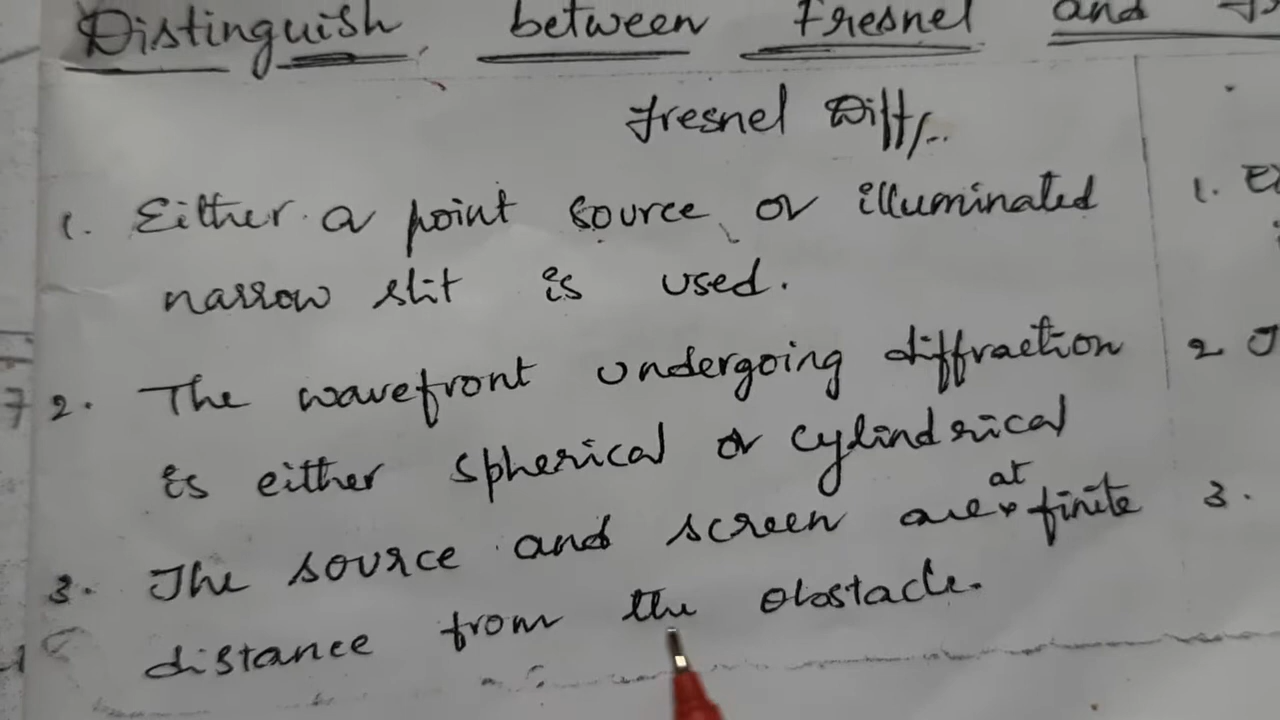 Distinguish between Fresnel and
Fresnel Diff/..
1. Either a point source or illuminated
narrow slit is used.
2. The wavefront undergoing diffraction
is either spherical or cylindrical
3. The source and screen are at finite
distance from the obstacle.
1.
2
3.